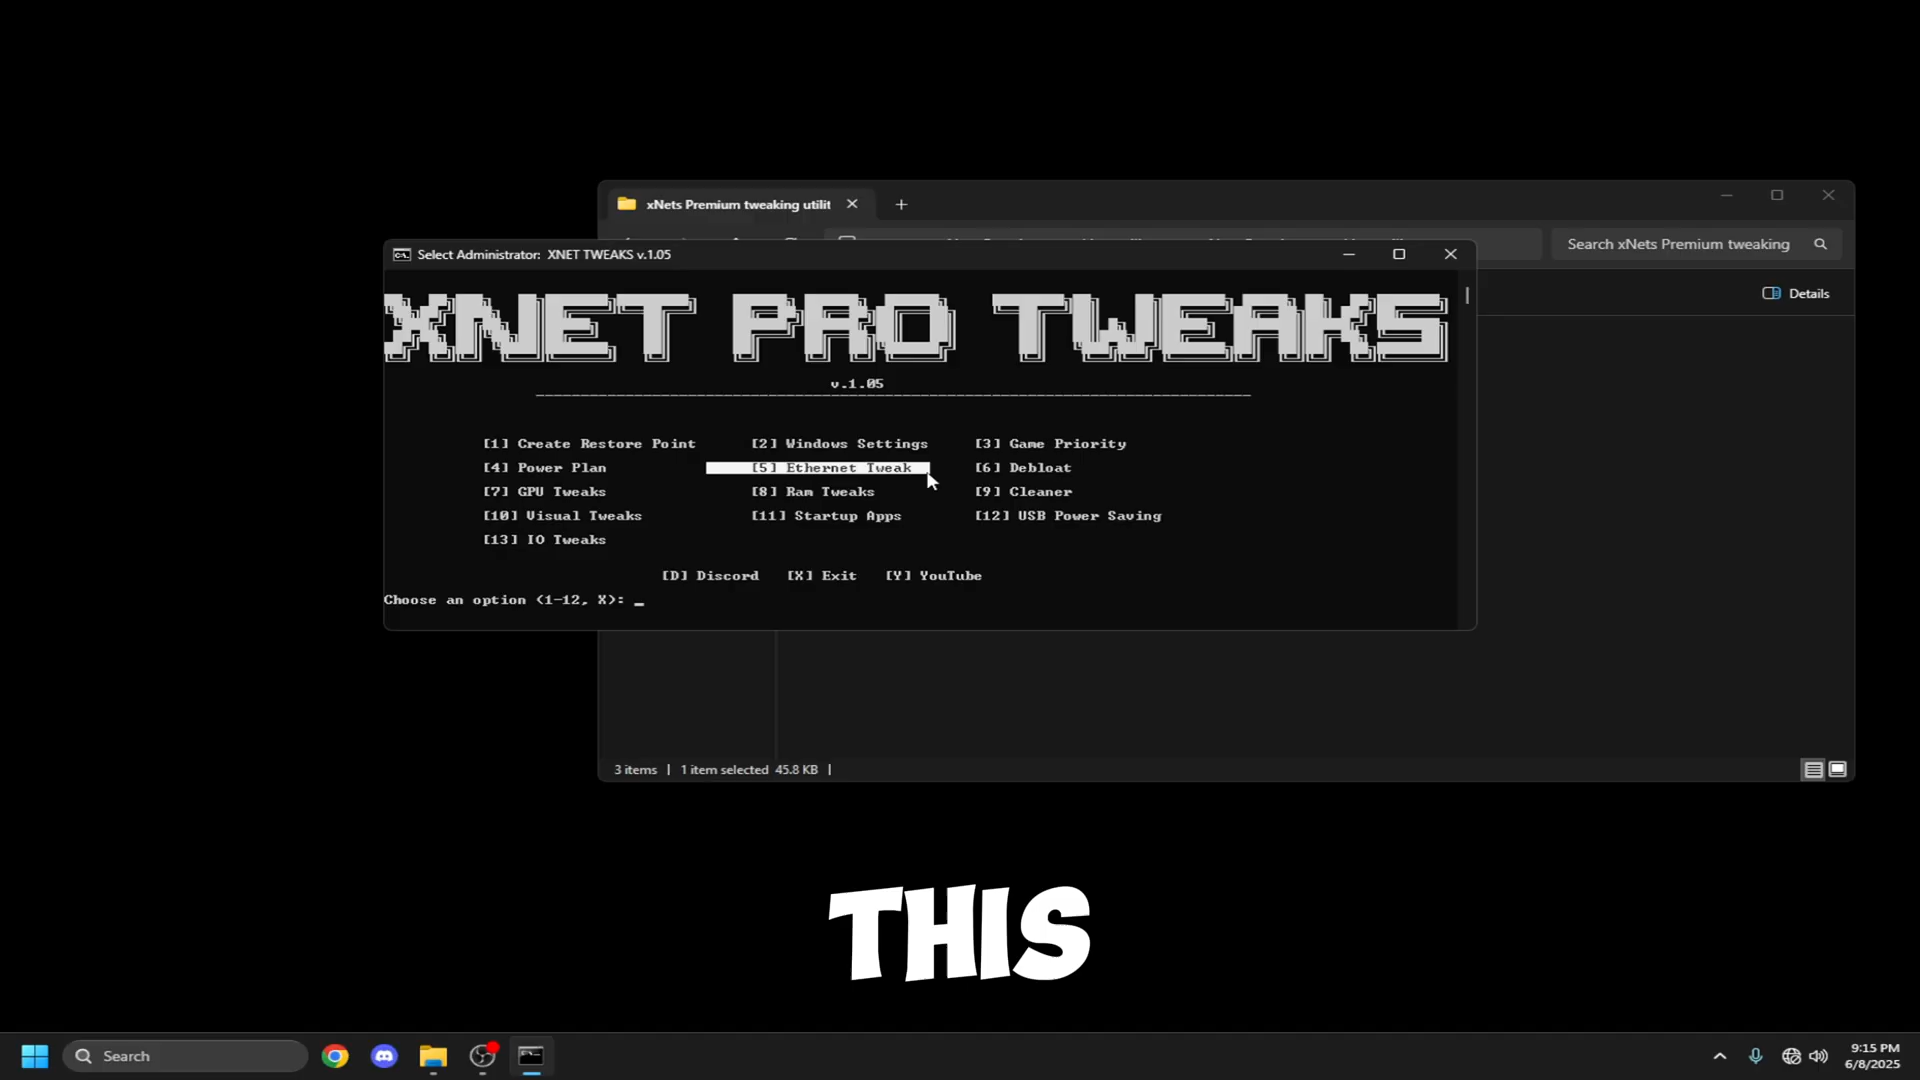 xNets Premium tweaking utilit
Search xNets Premium tweaking
Select Administrator: XNET TWEAKS v.1.05
Details
XNET PRO TWEAKS
v.1.05
[1] Create Restore Point [2] Windows Settings [3] Game Priority
[4] Power Plan [5] Ethernet Tweak [6] Debloat
[7] GPU Tweaks [8] Ram Tweaks [9] Cleaner
[10] Visual Tweaks [11] Startup Apps [12] USB Power Saving
[13] IO Tweaks
[D] Discord [X] Exit [Y] YouTube
Choose an option (1-12, X): _
3 items | 1 item selected 45.8 KB |
THIS
Search
9:15 PM
6/8/2025